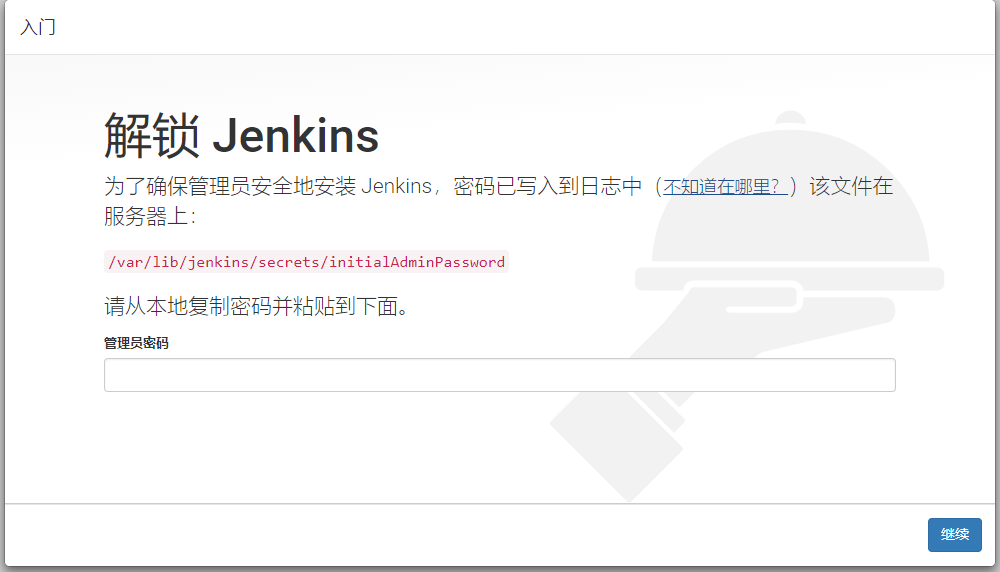 入门
解锁 Jenkins
为了确保管理员安全地安装 Jenkins，密码已写入到日志中（不知道在哪里？）该文件在
服务器上：
/var/lib/jenkins/secrets/initialAdminPassword
请从本地复制密码并粘贴到下面。
管理员密码
继续